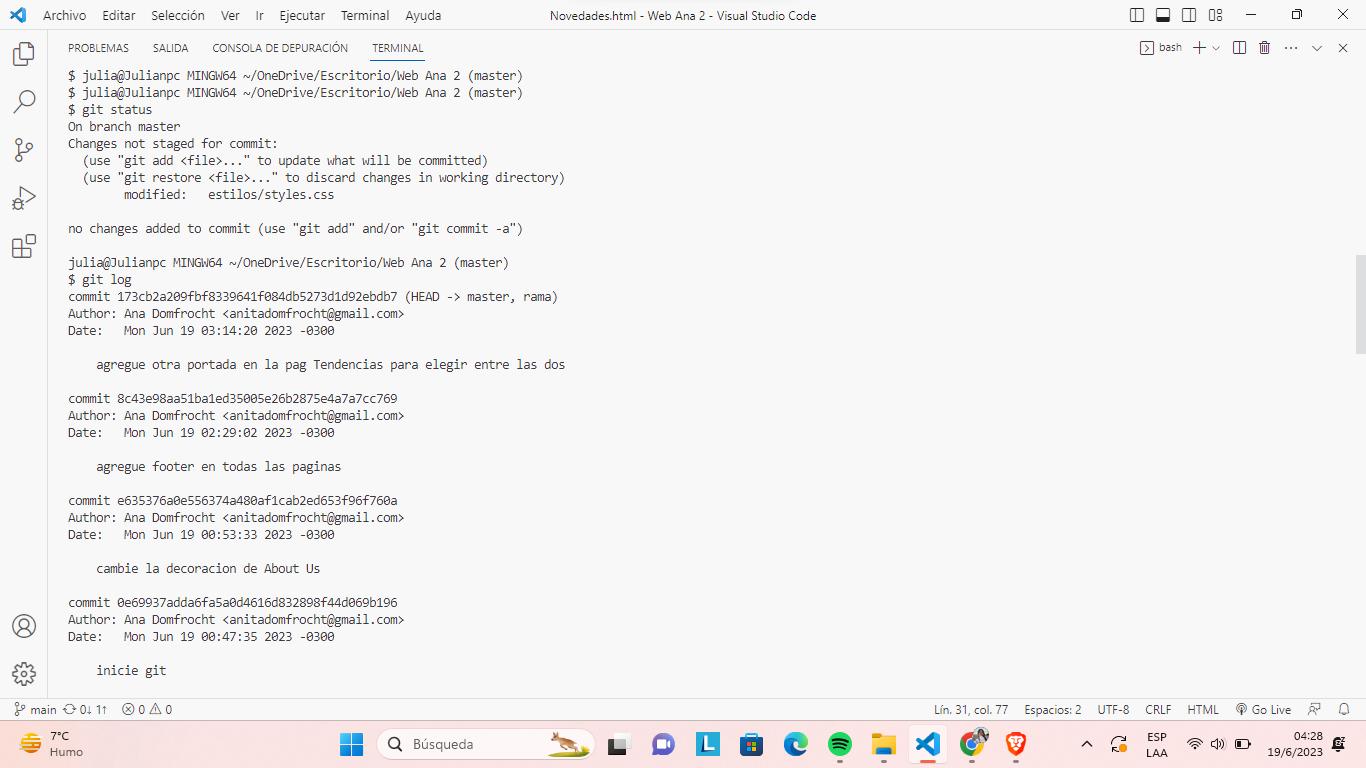 Archivo Editar Selección Ver Ir Ejecutar Terminal Ayuda
Novedades.html - Web Ana 2 - Visual Studio Code
PROBLEMAS SALIDA CONSOLA DE DEPURACIÓN TERMINAL
bash
$ julia@Julianpc MINGW64 ~/OneDrive/Escritorio/Web Ana 2 (master)
$ julia@Julianpc MINGW64 ~/OneDrive/Escritorio/Web Ana 2 (master)
$ git status
On branch master
Changes not staged for commit:
(use "git add <file>..." to update what will be committed)
(use "git restore <file>..." to discard changes in working directory)
modified: estilos/styles.css
no changes added to commit (use "git add" and/or "git commit -a")
julia@Julianpc MINGW64 ~/OneDrive/Escritorio/Web Ana 2 (master)
$ git log
commit 173cb2a209fbf8339641f084db5273d1d92ebdb7 (HEAD -> master, rama)
Author: Ana Domfrocht <anitadomfrocht@gmail.com>
Date: Mon Jun 19 03:14:20 2023 -0300
agregue otra portada en la pag Tendencias para elegir entre las dos
commit 8c43e98aa51ba1ed35005e26b2875e4a7a7cc769
Author: Ana Domfrocht <anitadomfrocht@gmail.com>
Date: Mon Jun 19 02:29:02 2023 -0300
agregue footer en todas las paginas
commit e635376a0e556374a480af1cab2ed653f96f760a
Author: Ana Domfrocht <anitadomfrocht@gmail.com>
Date: Mon Jun 19 00:53:33 2023 -0300
cambie la decoracion de About Us
commit 0e69937adda6fa5a0d4616d832898f44d069b196
Author: Ana Domfrocht <anitadomfrocht@gmail.com>
Date: Mon Jun 19 00:47:35 2023 -0300
inicie git
main 0↓ 1↑ 0 0
Lín. 31, col. 77 Espacios: 2 UTF-8 CRLF HTML Go Live
7°C
Humo
Búsqueda
L
ESP
LAA
04:28
19/6/2023